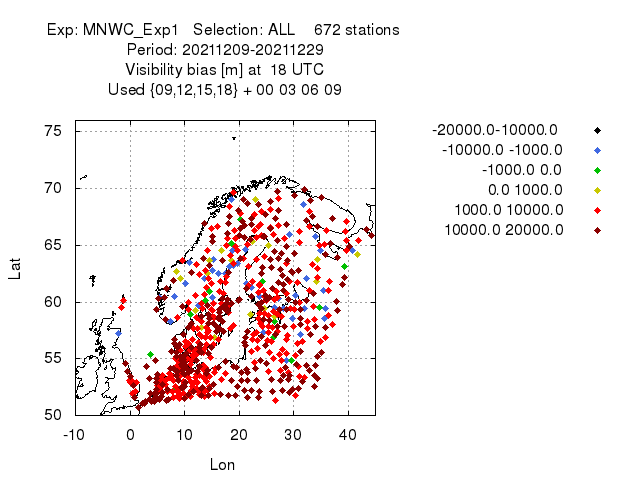 Exp: MNWC_Exp1   Selection: ALL    672 stations
Period: 20211209-20211229
Visibility bias [m] at  18 UTC
Used {09,12,15,18} + 00 03 06 09
-20000.0-10000.0
-10000.0 -1000.0
-1000.0 0.0
0.0 1000.0
1000.0 10000.0
10000.0 20000.0
75
70
65
60
55
50
Lat
-10 0 10 20 30 40
Lon